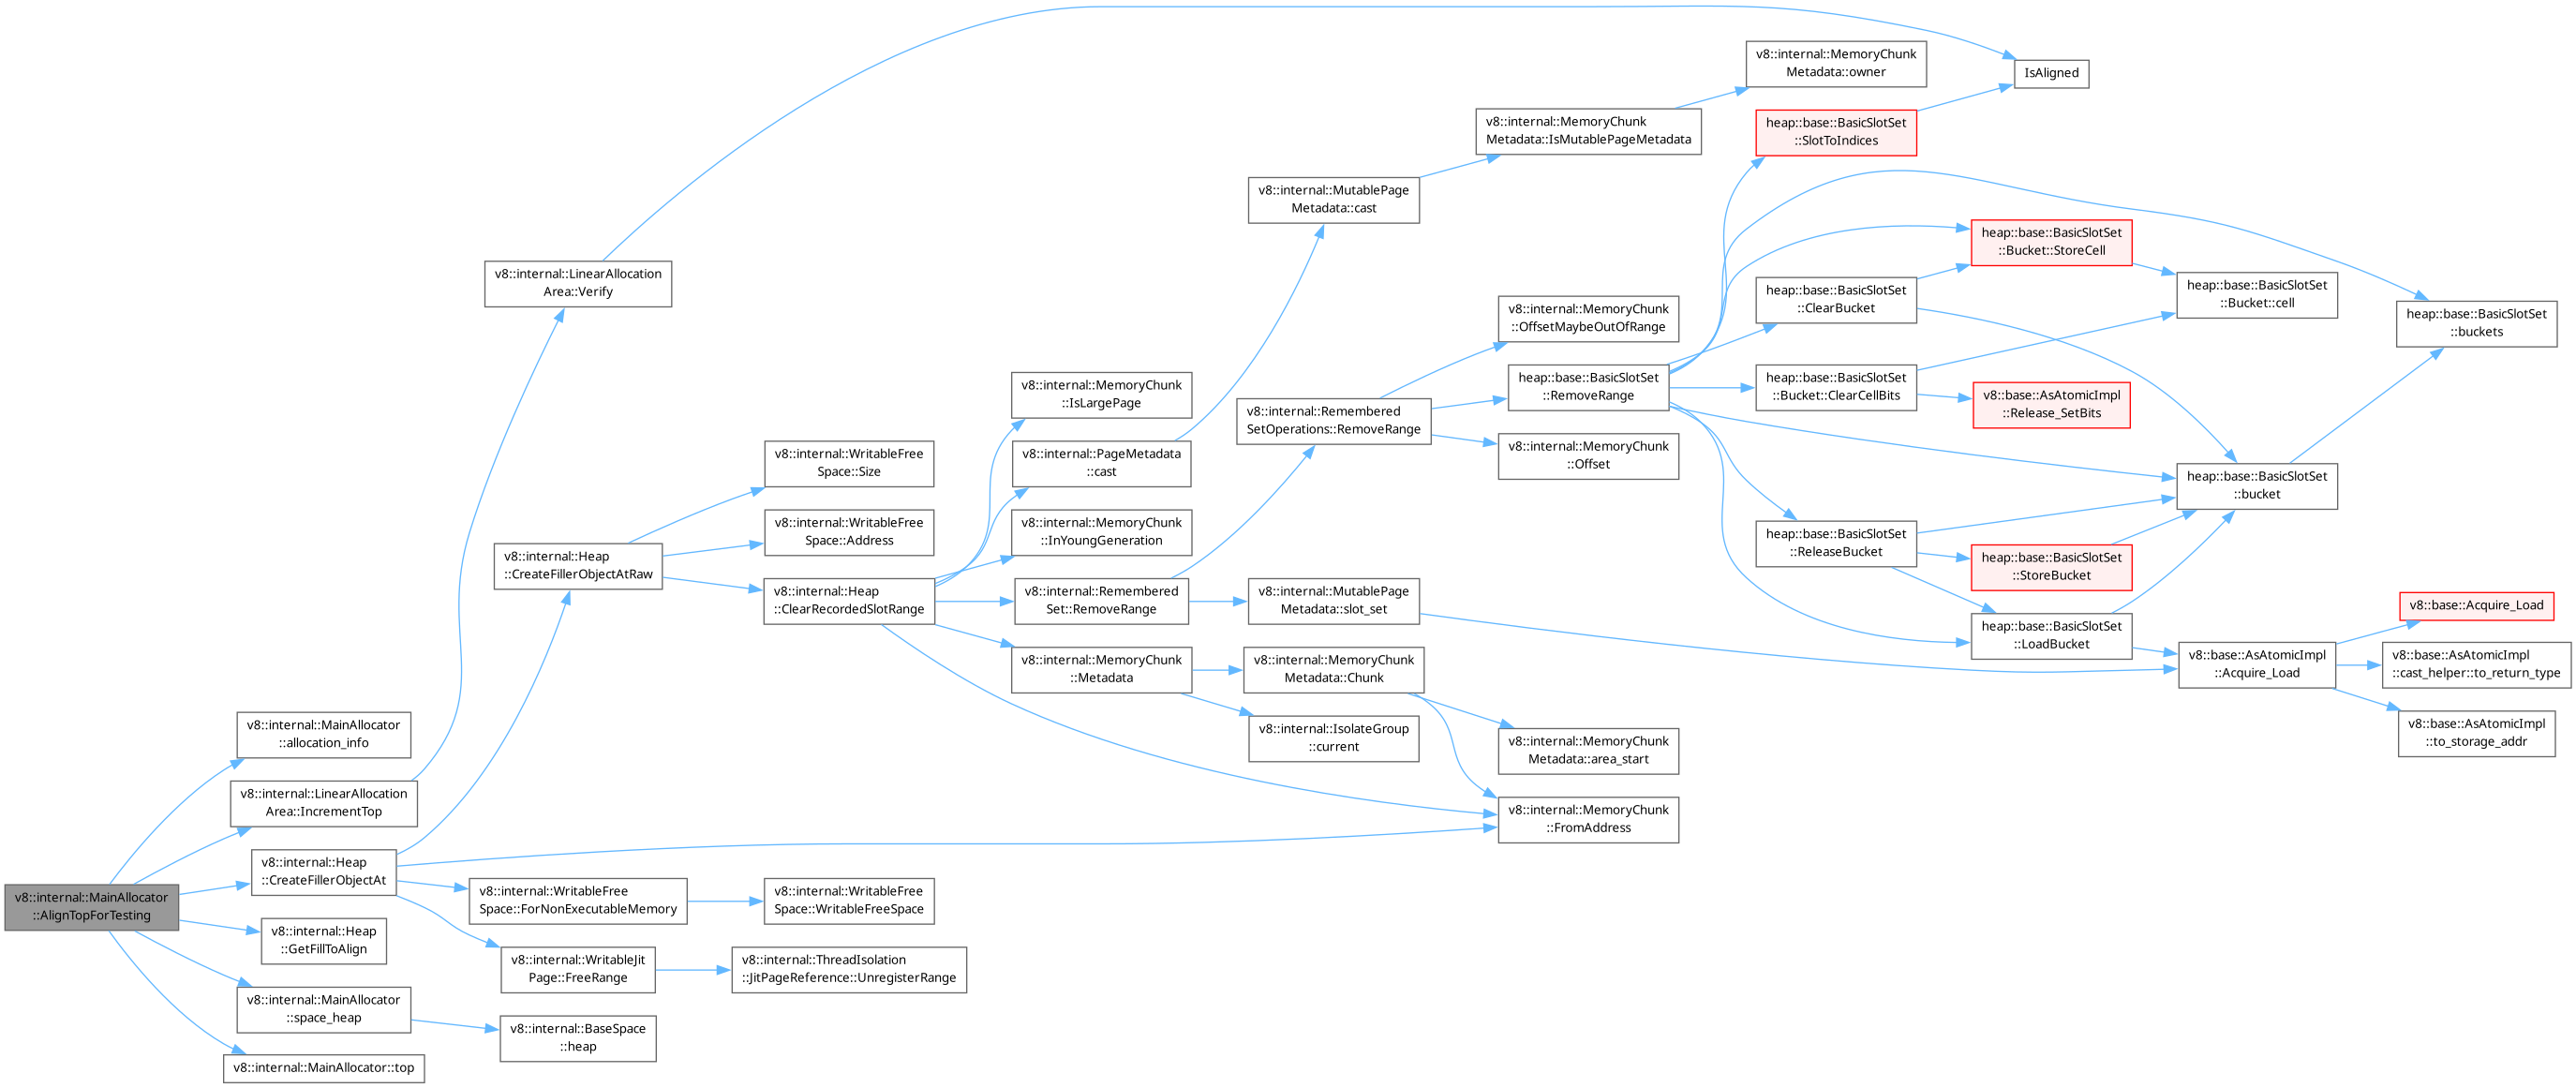 v8::internal::MainAllocator
::AlignTopForTesting
v8::internal::MainAllocator
::allocation_info
v8::internal::LinearAllocation
Area::IncrementTop
v8::internal::Heap
::CreateFillerObjectAt
v8::internal::Heap
::GetFillToAlign
v8::internal::MainAllocator
::space_heap
v8::internal::MainAllocator::top
v8::internal::LinearAllocation
Area::Verify
v8::internal::Heap
::CreateFillerObjectAtRaw
v8::internal::WritableFree
Space::ForNonExecutableMemory
v8::internal::WritableJit
Page::FreeRange
v8::internal::BaseSpace
::heap
v8::internal::WritableFree
Space::Size
v8::internal::WritableFree
Space::Address
v8::internal::Heap
::ClearRecordedSlotRange
v8::internal::WritableFree
Space::WritableFreeSpace
v8::internal::ThreadIsolation
::JitPageReference::UnregisterRange
v8::internal::MemoryChunk
::IsLargePage
v8::internal::PageMetadata
::cast
v8::internal::MemoryChunk
::InYoungGeneration
v8::internal::Remembered
Set::RemoveRange
v8::internal::MemoryChunk
::Metadata
v8::internal::MutablePage
Metadata::cast
v8::internal::Remembered
SetOperations::RemoveRange
v8::internal::MutablePage
Metadata::slot_set
v8::internal::MemoryChunk
Metadata::Chunk
v8::internal::IsolateGroup
::current
v8::internal::MemoryChunk
Metadata::IsMutablePageMetadata
v8::internal::MemoryChunk
::OffsetMaybeOutOfRange
heap::base::BasicSlotSet
::RemoveRange
v8::internal::MemoryChunk
::Offset
v8::internal::MemoryChunk
Metadata::area_start
v8::internal::MemoryChunk
::FromAddress
v8::internal::MemoryChunk
Metadata::owner
heap::base::BasicSlotSet
::SlotToIndices
heap::base::BasicSlotSet
::ClearBucket
heap::base::BasicSlotSet
::Bucket::ClearCellBits
heap::base::BasicSlotSet
::ReleaseBucket
IsAligned
heap::base::BasicSlotSet
::Bucket::StoreCell
v8::base::AsAtomicImpl
::Release_SetBits
heap::base::BasicSlotSet
::StoreBucket
heap::base::BasicSlotSet
::LoadBucket
heap::base::BasicSlotSet
::Bucket::cell
heap::base::BasicSlotSet
::bucket
v8::base::AsAtomicImpl
::Acquire_Load
heap::base::BasicSlotSet
::buckets
v8::base::Acquire_Load
v8::base::AsAtomicImpl
::cast_helper::to_return_type
v8::base::AsAtomicImpl
::to_storage_addr